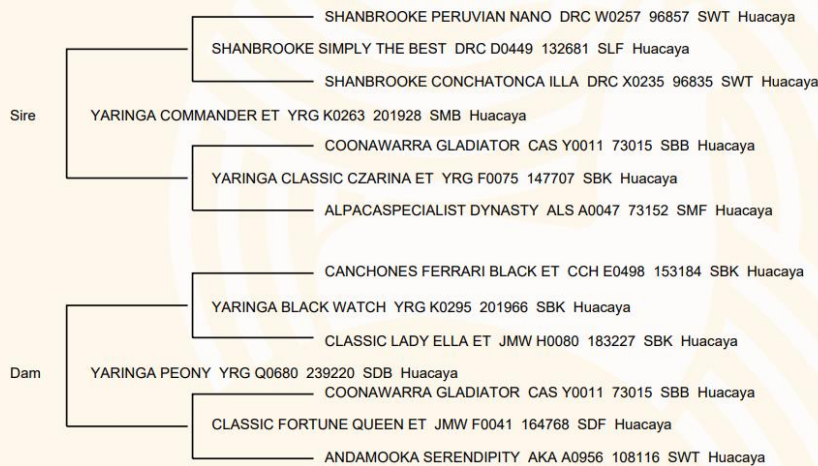 SHANBROOKE PERUVIAN NANO DRC W0257 96857 SWT Huacaya
SHANBROOKE SIMPLY THE BEST DRC D0449 132681 SLF Huacaya
SHANBROOKE CONCHATONCA ILLA DRC X0235 96835 SWT Huacaya
Sire YARINGA COMMANDER ET YRG K0263 201928 SMB Huacaya
COONAWARRA GLADIATOR CAS Y0011 73015 SBB Huacaya
YARINGA CLASSIC CZARINA ET YRG F0075 147707 SBK Huacaya
ALPACASPECIALIST DYNASTY ALS A0047 73152 SMF Huacaya
CANCHONES FERRARI BLACK ET CCH E0498 153184 SBK Huacaya
YARINGA BLACK WATCH YRG K0295 201966 SBK Huacaya
CLASSIC LADY ELLA ET JMW H0080 183227 SBK Huacaya
Dam YARINGA PEONY YRG Q0680 239220 SDB Huacaya
COONAWARRA GLADIATOR CAS Y0011 73015 SBB Huacaya
CLASSIC FORTUNE QUEEN ET JMW F0041 164768 SDF Huacaya
ANDAMOOKA SERENDIPITY AKA A0956 108116 SWT Huacaya